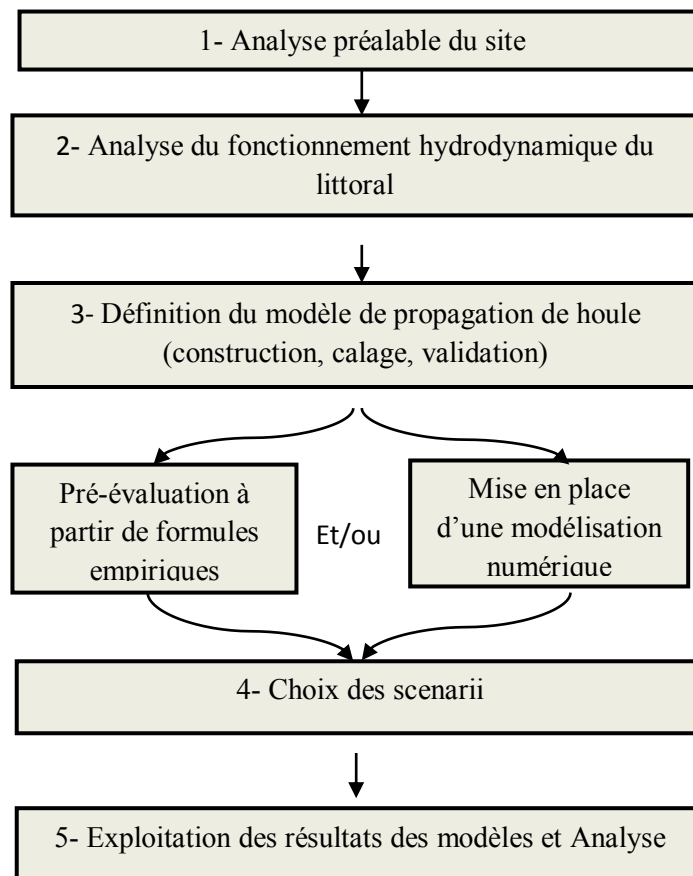 1- Analyse préalable du site
2- Analyse du fonctionnement hydrodynamique du
littoral
3- Définition du modèle de propagation de houle
(construction, calage, validation)
Pré-évaluation à
partir de formules
empiriques
Et/ou
Mise en place
d’une modélisation
numérique
4- Choix des scenarii
5- Exploitation des résultats des modèles et Analyse